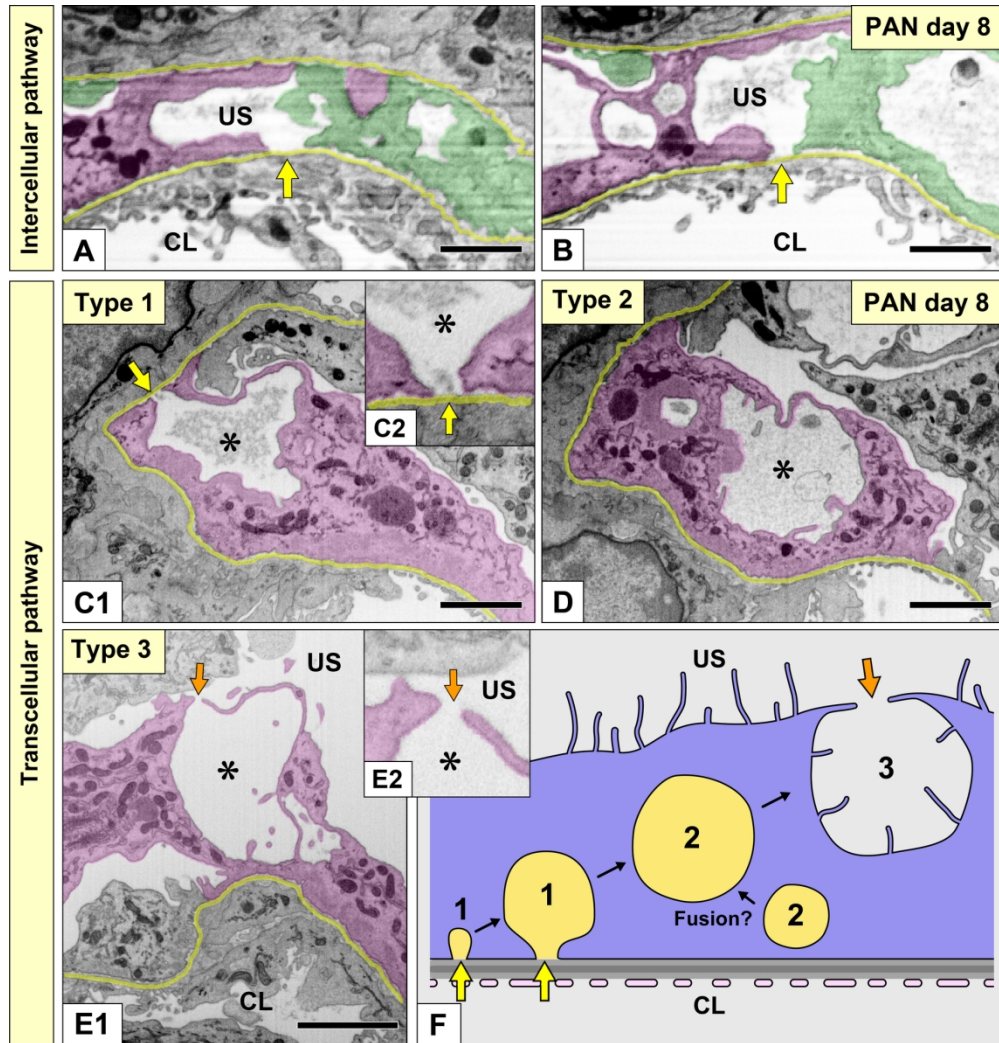 Intercellular pathway
US
A
CL
PAN day 8
US
B
CL
Transcellular pathway
Type 1
*
C1
*
C2
Type 2
PAN day 8
*
D
Type 3
US
*
E1
CL
US
*
E2
US
3
2
1
1
Fusion?
2
F
CL